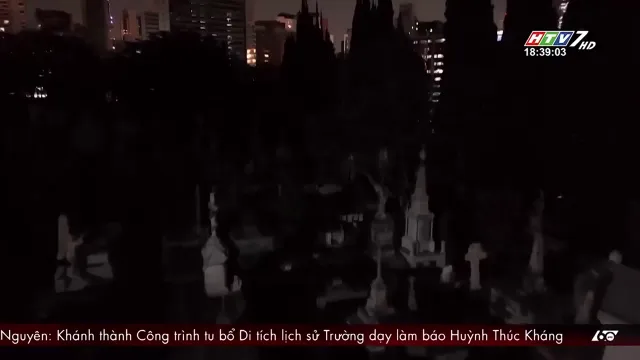 HTV7 HD
18:39:03
Nguyên: Khánh thành Công trình tu bổ Di tích lịch sử Trường dạy làm báo Huỳnh Thúc Kháng
60